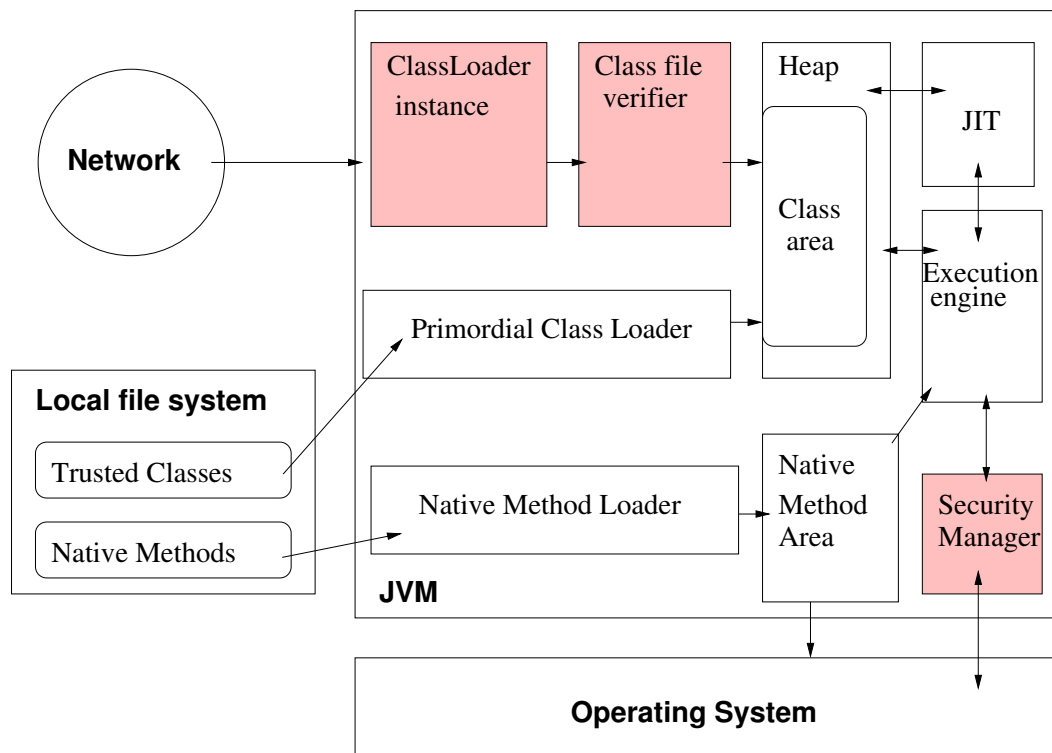 ClassLoader
instance
Class file
verifier
Heap
JIT
Network
Class
area
Execution
engine
Primordial Class Loader
Local file system
Trusted Classes
Native Methods
Native Method Loader
Native
Method
Area
Security
Manager
JVM
Operating System